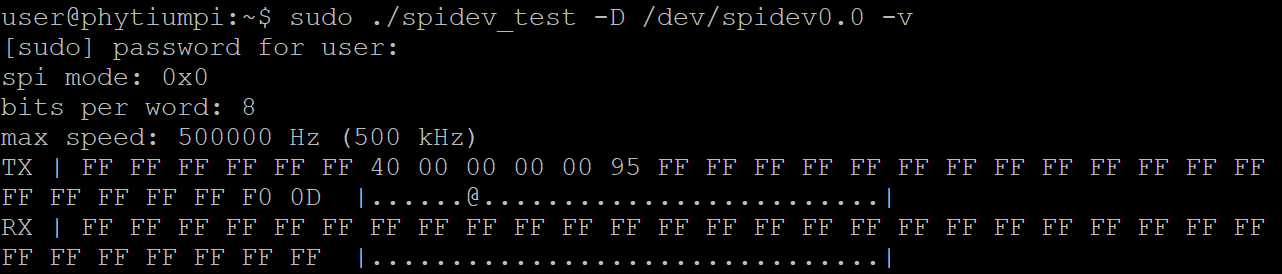 user@phytiumpi:~$ sudo ./spidev_test -D /dev/spidev0.0 -v
[sudo] password for user:
spi mode: 0x0
bits per word: 8
max speed: 500000 Hz (500 kHz)
TX | FF FF FF FF FF FF 40 00 00 00 00 95 FF FF FF FF FF FF FF FF FF FF FF FF FF
FF FF FF FF FF F0 0D  |......@.........................|
RX | FF FF FF FF FF FF FF FF FF FF FF FF FF FF FF FF FF FF FF FF FF FF FF FF FF
FF FF FF FF FF FF FF  |................................|